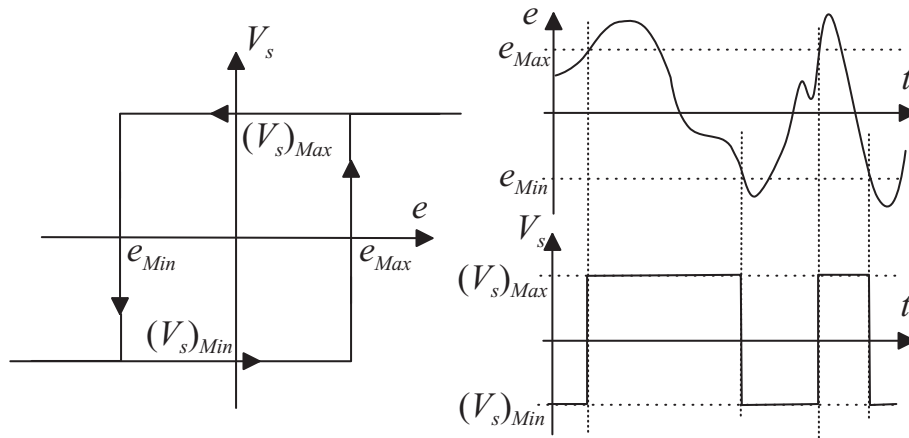 V_s
(V_s)_Max
e
e_Min
e_Max
(V_s)_Min
e
e_Max
t
e_Min
V_s
(V_s)_Max
t
(V_s)_Min